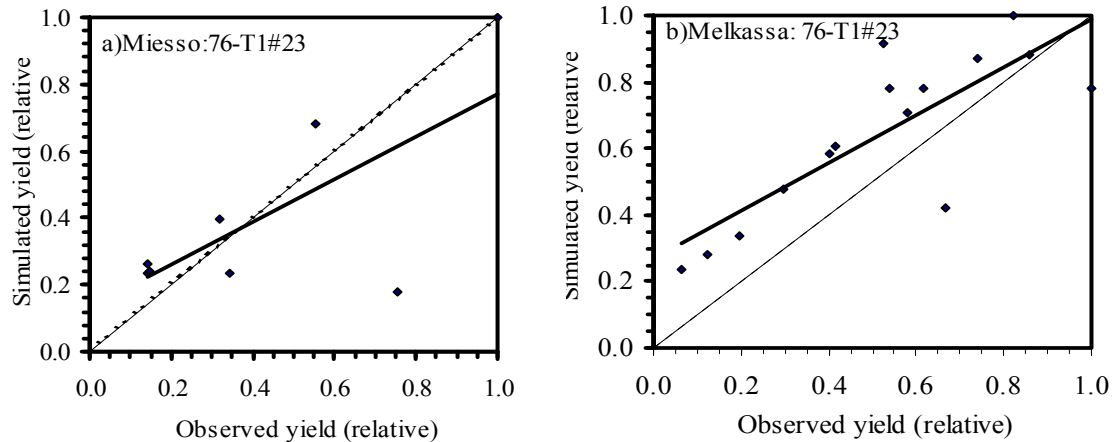 a)Miesso:76-T1#23
Simulated yield (relative
1.0
0.8
0.6
0.4
0.2
0.0
0.0 0.2 0.4 0.6 0.8 1.0
Observed yield (relative)
b)Melkassa: 76-T1#23
Simulated yield (relative
1.0
0.8
0.6
0.4
0.2
0.0
0.0 0.2 0.4 0.6 0.8 1.0
Observed yield (relative)